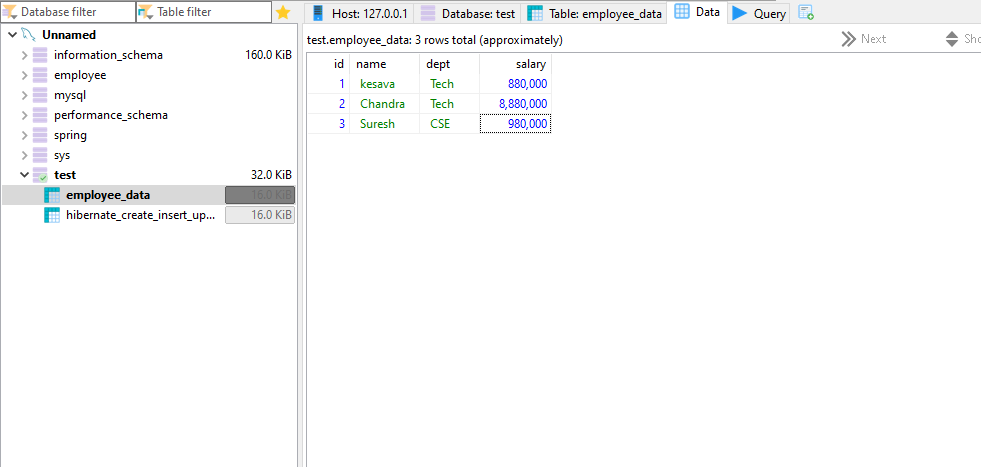 Database filter Table filter
Host: 127.0.0.1 Database: test Table: employee_data Data Query
Unnamed
information_schema 160.0 KiB
employee
mysql
performance_schema
spring
sys
test 32.0 KiB
employee_data 16.0 KiB
hibernate_create_insert_up... 16.0 KiB
test.employee_data: 3 rows total (approximately) Next Sho
id name dept salary
1 kesava Tech 880,000
2 Chandra Tech 8,880,000
3 Suresh CSE 980,000